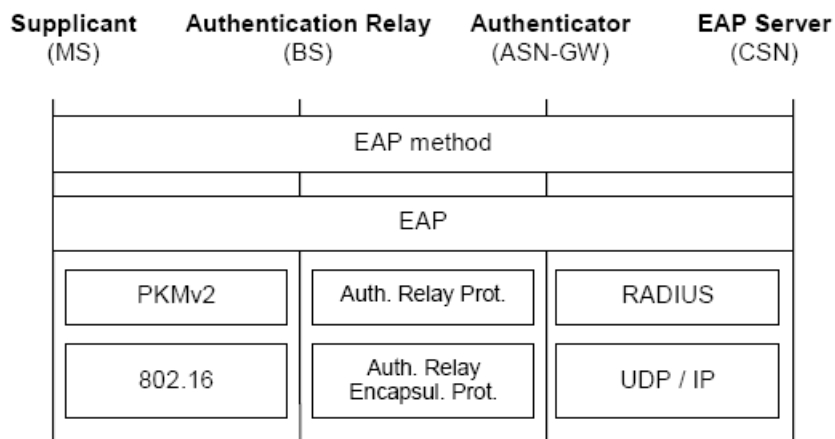 Supplicant Authentication Relay Authenticator EAP Server
(MS) (BS) (ASN-GW) (CSN)
EAP method
EAP
PKMv2 Auth. Relay Prot. RADIUS
802.16 Auth. Relay Encapsul. Prot. UDP / IP